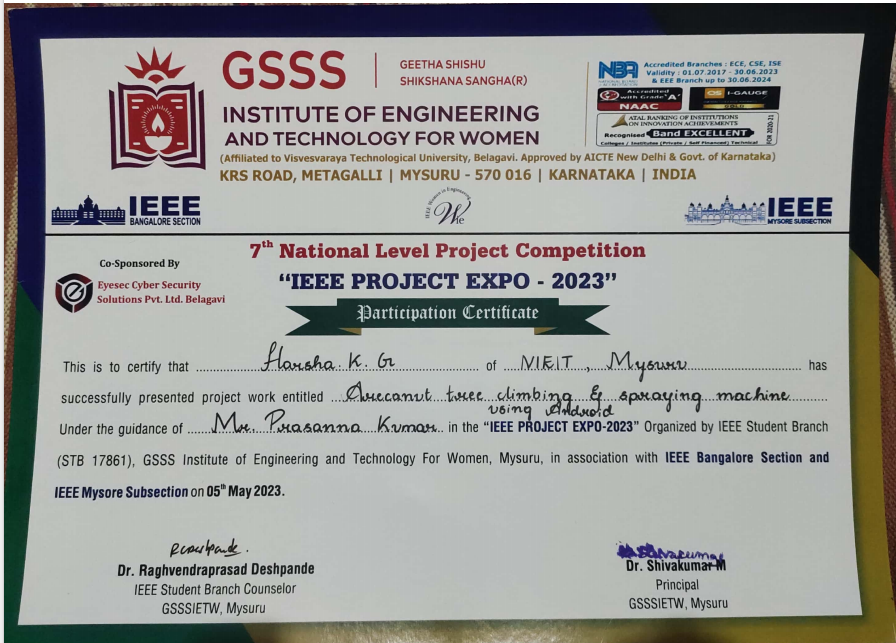 GSSS
GEETHA SHISHU
SHIKSHANA SANGHA(R)
INSTITUTE OF ENGINEERING
AND TECHNOLOGY FOR WOMEN
(Affiliated to Visvesvaraya Technological University, Belagavi. Approved by AICTE New Delhi & Govt. of Karnataka)
KRS ROAD, METAGALLI | MYSURU - 570 016 | KARNATAKA | INDIA
NBA
Accredited Branches : ECE, CSE, ISE
Validity : 01.07.2017 - 30.06.2023
& EEE Branch up to 30.06.2024
Accredited
with Grade 'A'
NAAC
QS I-GAUGE
GOLD
ATAL RANKING OF INSTITUTIONS
ON INNOVATION ACHIEVEMENTS
Recognised Band EXCELLENT
Colleges / Institutes (Private / Self Financed) Technical
FOR 2020-21
IEEE
BANGALORE SECTION
IEEE Women in Engineering
WIe
IEEE
MYSORE SUBSECTION
Co-Sponsored By
Eyesec Cyber Security
Solutions Pvt. Ltd. Belagavi
7th National Level Project Competition
“IEEE PROJECT EXPO - 2023”
Participation Certificate
This is to certify that Harsha K. G of NIEIT, Mysuru has
successfully presented project work entitled Arecanut tree climbing & spraying machine
using Android
Under the guidance of Mr. Prasanna Kumar in the “IEEE PROJECT EXPO-2023” Organized by IEEE Student Branch
(STB 17861), GSSS Institute of Engineering and Technology For Women, Mysuru, in association with IEEE Bangalore Section and
IEEE Mysore Subsection on 05th May 2023.
Dr. Raghvendraprasad Deshpande
IEEE Student Branch Counselor
GSSSIETW, Mysuru
Dr. Shivakumar M
Principal
GSSSIETW, Mysuru